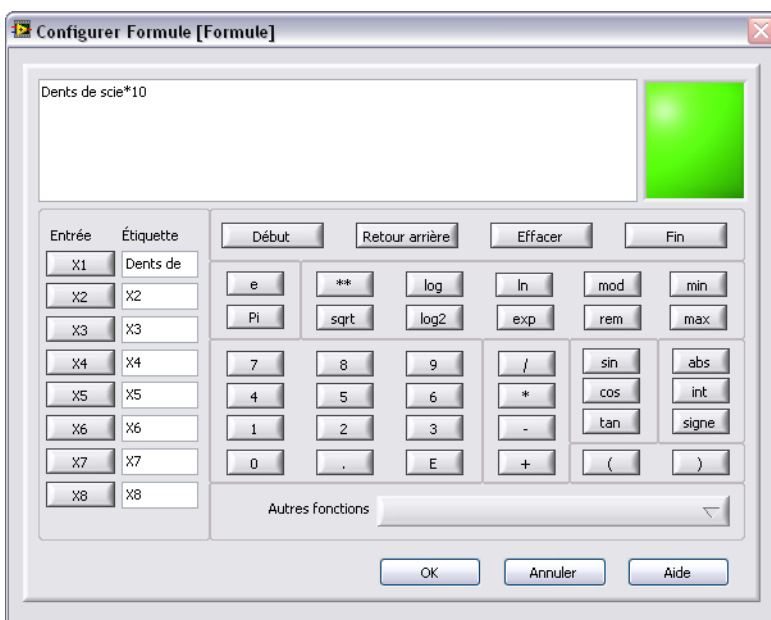 Configurer Formule [Formule]
Dents de scie*10
Entrée Étiquette
X1 Dents de
X2 X2
X3 X3
X4 X4
X5 X5
X6 X6
X7 X7
X8 X8
Début Retour arrière Effacer Fin
e ** log ln mod min
Pi sqrt log2 exp rem max
7 8 9 / sin abs
4 5 6 * cos int
1 2 3 - tan signe
0 . E + ( )
Autres fonctions
OK Annuler Aide